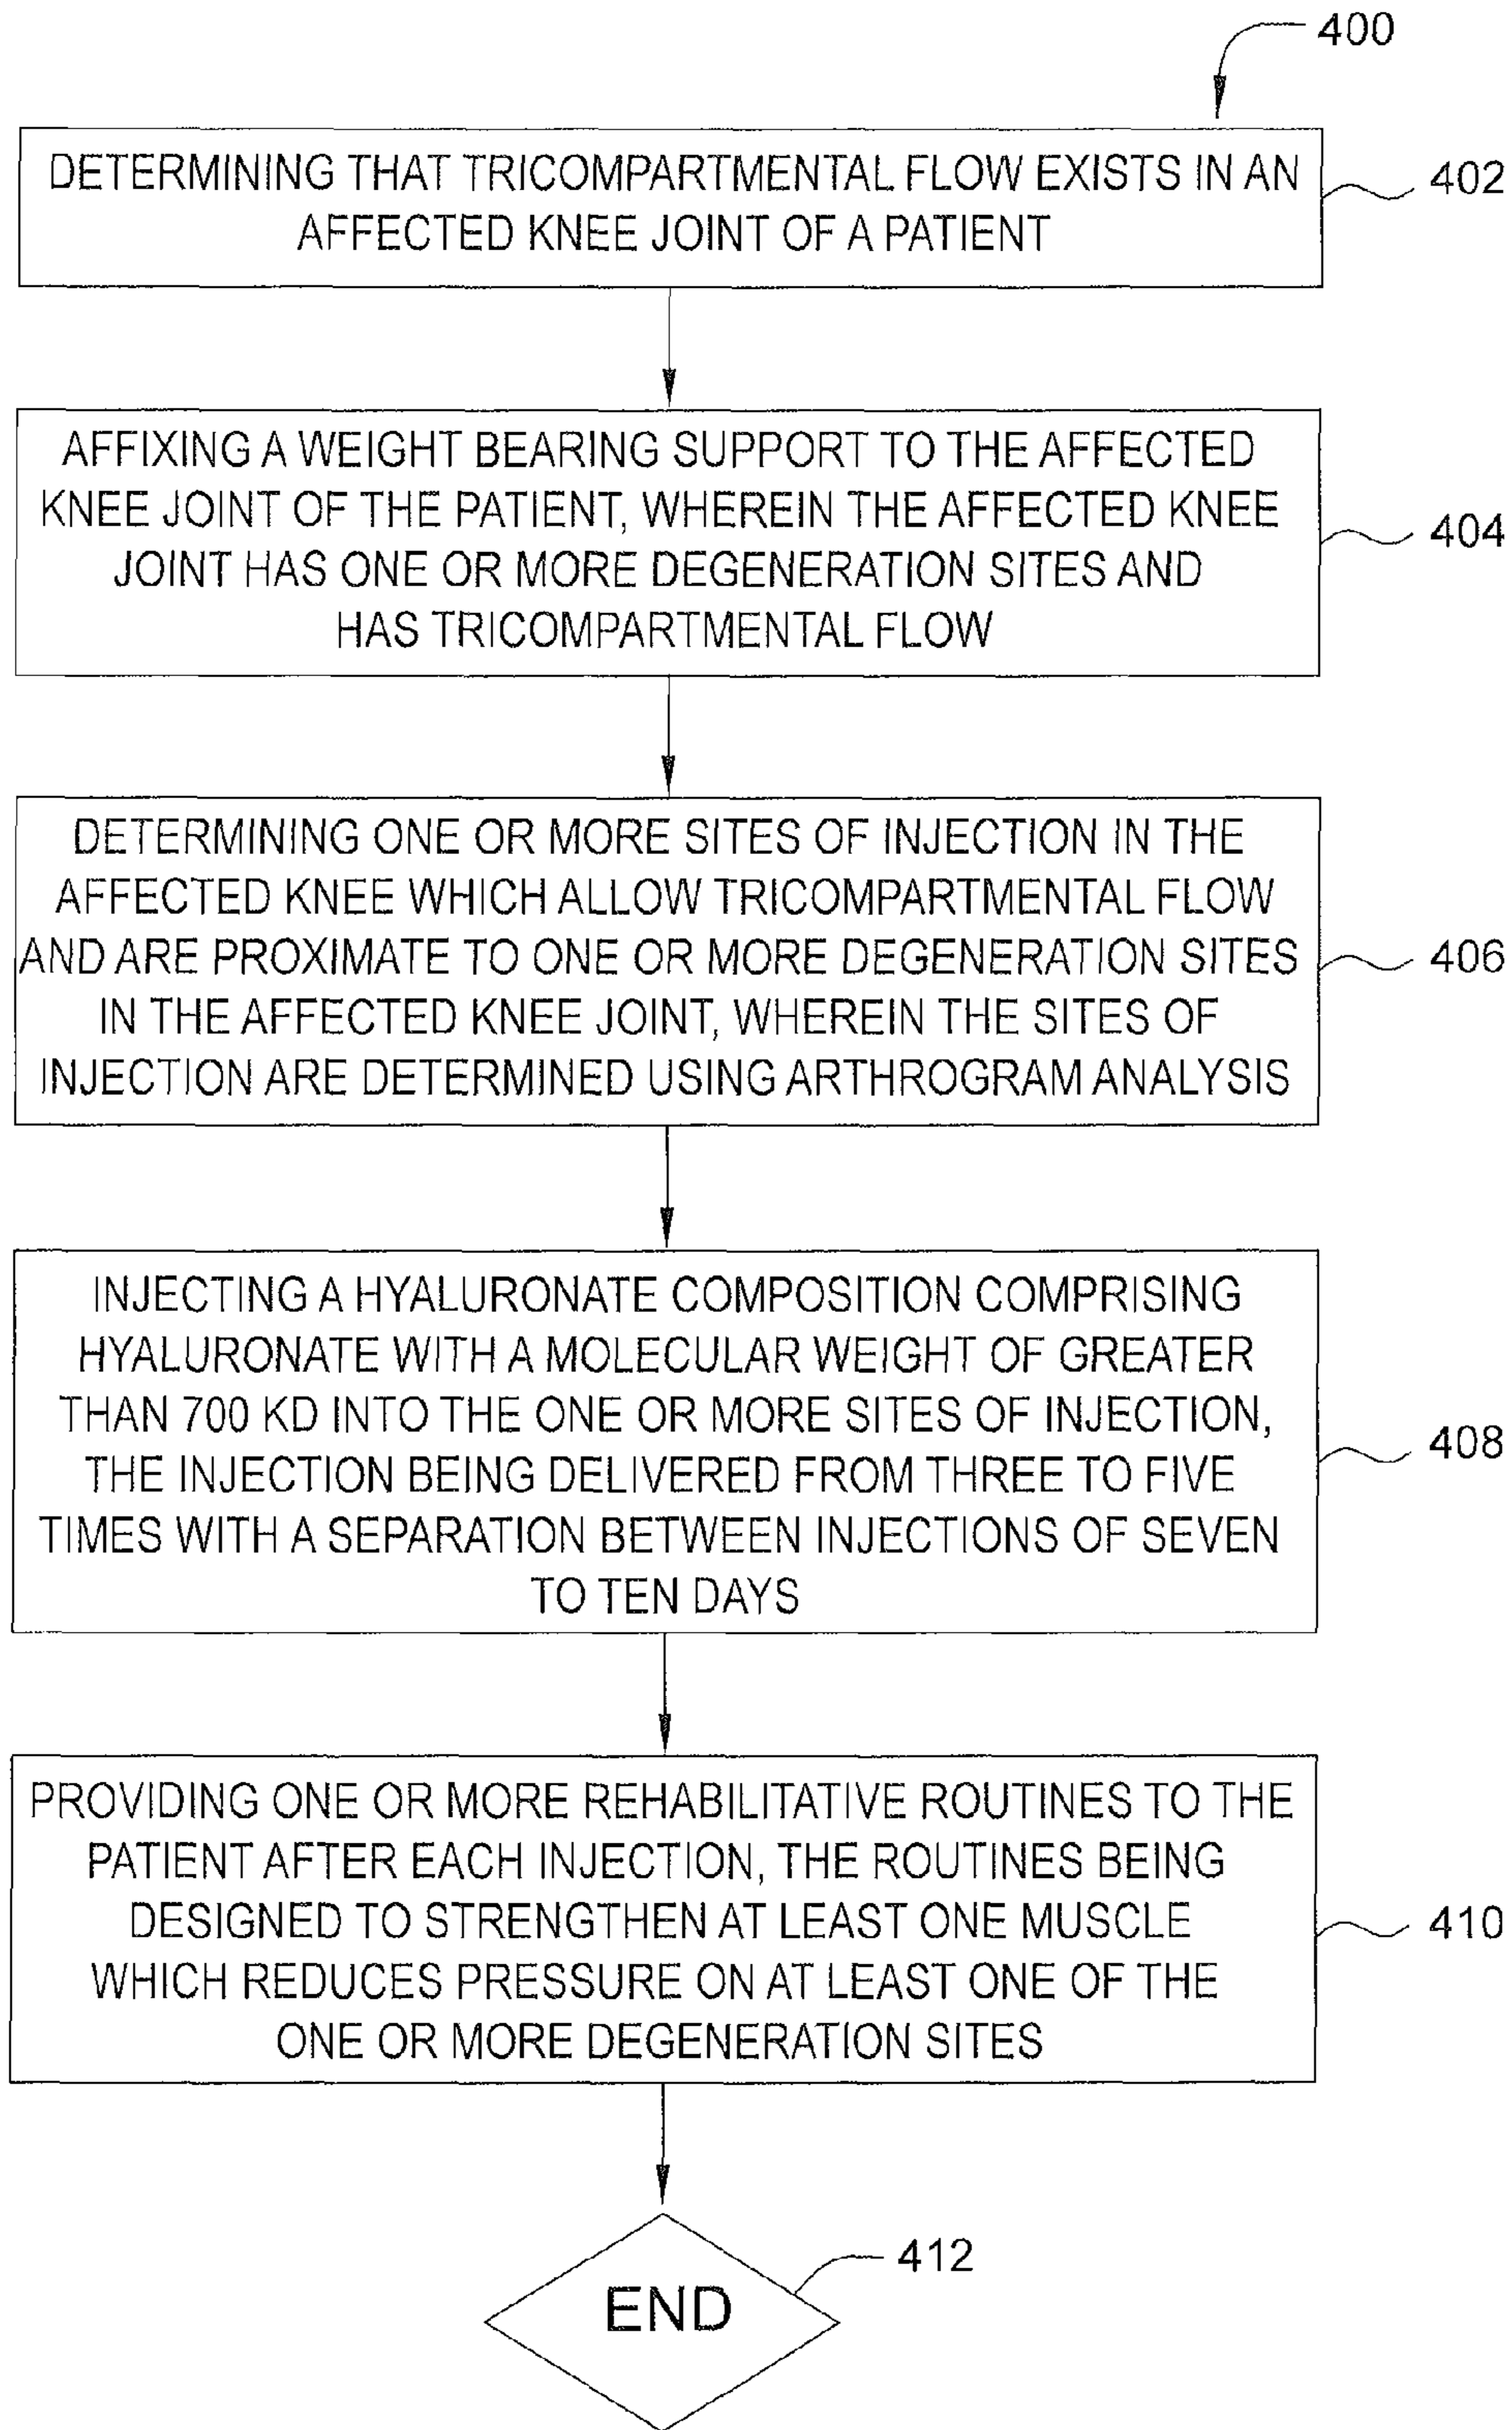 400
DETERMINING THAT TRICOMPARTMENTAL FLOW EXISTS IN AN
AFFECTED KNEE JOINT OF A PATIENT
402
AFFIXING A WEIGHT BEARING SUPPORT TO THE AFFECTED
KNEE JOINT OF THE PATIENT, WHEREIN THE AFFECTED KNEE
JOINT HAS ONE OR MORE DEGENERATION SITES AND
HAS TRICOMPARTMENTAL FLOW
404
DETERMINING ONE OR MORE SITES OF INJECTION IN THE
AFFECTED KNEE WHICH ALLOW TRICOMPARTMENTAL FLOW
AND ARE PROXIMATE TO ONE OR MORE DEGENERATION SITES
IN THE AFFECTED KNEE JOINT, WHEREIN THE SITES OF
INJECTION ARE DETERMINED USING ARTHROGRAM ANALYSIS
406
INJECTING A HYALURONATE COMPOSITION COMPRISING
HYALURONATE WITH A MOLECULAR WEIGHT OF GREATER
THAN 700 KD INTO THE ONE OR MORE SITES OF INJECTION,
THE INJECTION BEING DELIVERED FROM THREE TO FIVE
TIMES WITH A SEPARATION BETWEEN INJECTIONS OF SEVEN
TO TEN DAYS
408
PROVIDING ONE OR MORE REHABILITATIVE ROUTINES TO THE
PATIENT AFTER EACH INJECTION, THE ROUTINES BEING
DESIGNED TO STRENGTHEN AT LEAST ONE MUSCLE
WHICH REDUCES PRESSURE ON AT LEAST ONE OF THE
ONE OR MORE DEGENERATION SITES
410
END
412